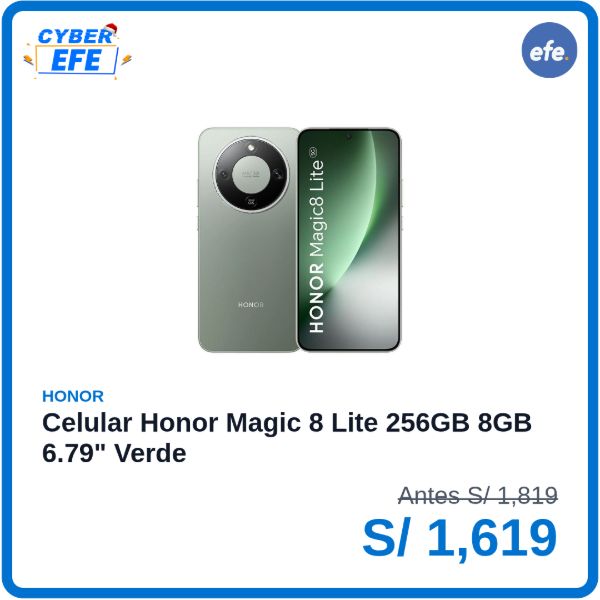 CYBER
EFE
efe.
HONOR Magic8 Lite 5G
HONOR
HONOR
Celular Honor Magic 8 Lite 256GB 8GB
6.79" Verde
Antes S/ 1,819
S/ 1,619